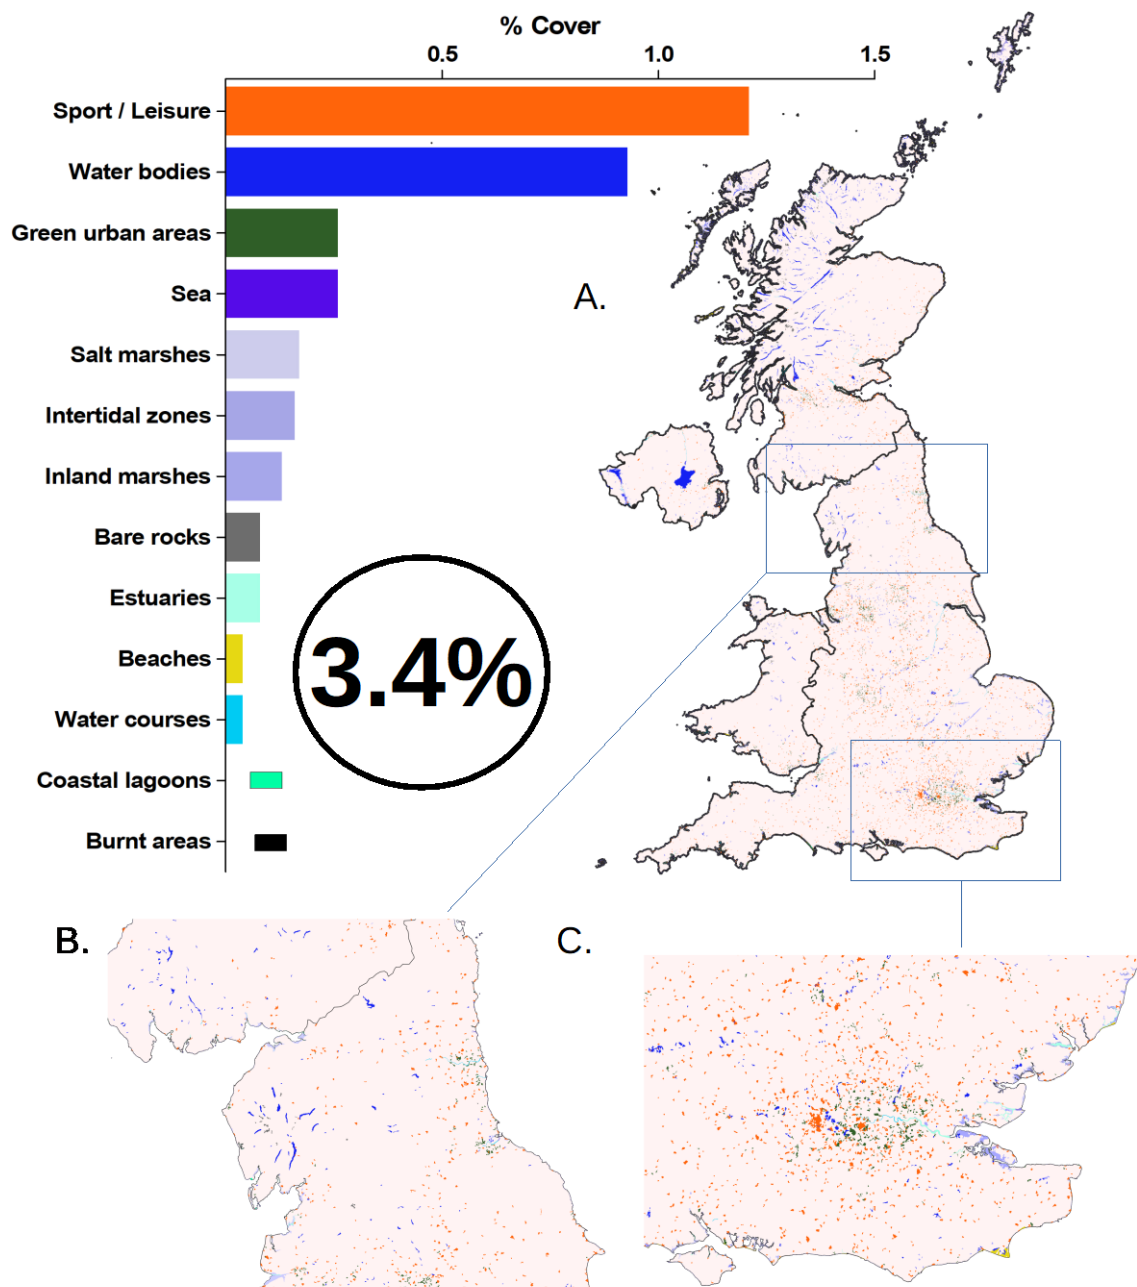 % Cover
0.5 1.0 1.5
Sport / Leisure
Water bodies
Green urban areas
Sea
A.
Salt marshes
Intertidal zones
Inland marshes
Bare rocks
Estuaries
Beaches
3.4%
Water courses
Coastal lagoons
Burnt areas
B.
C.